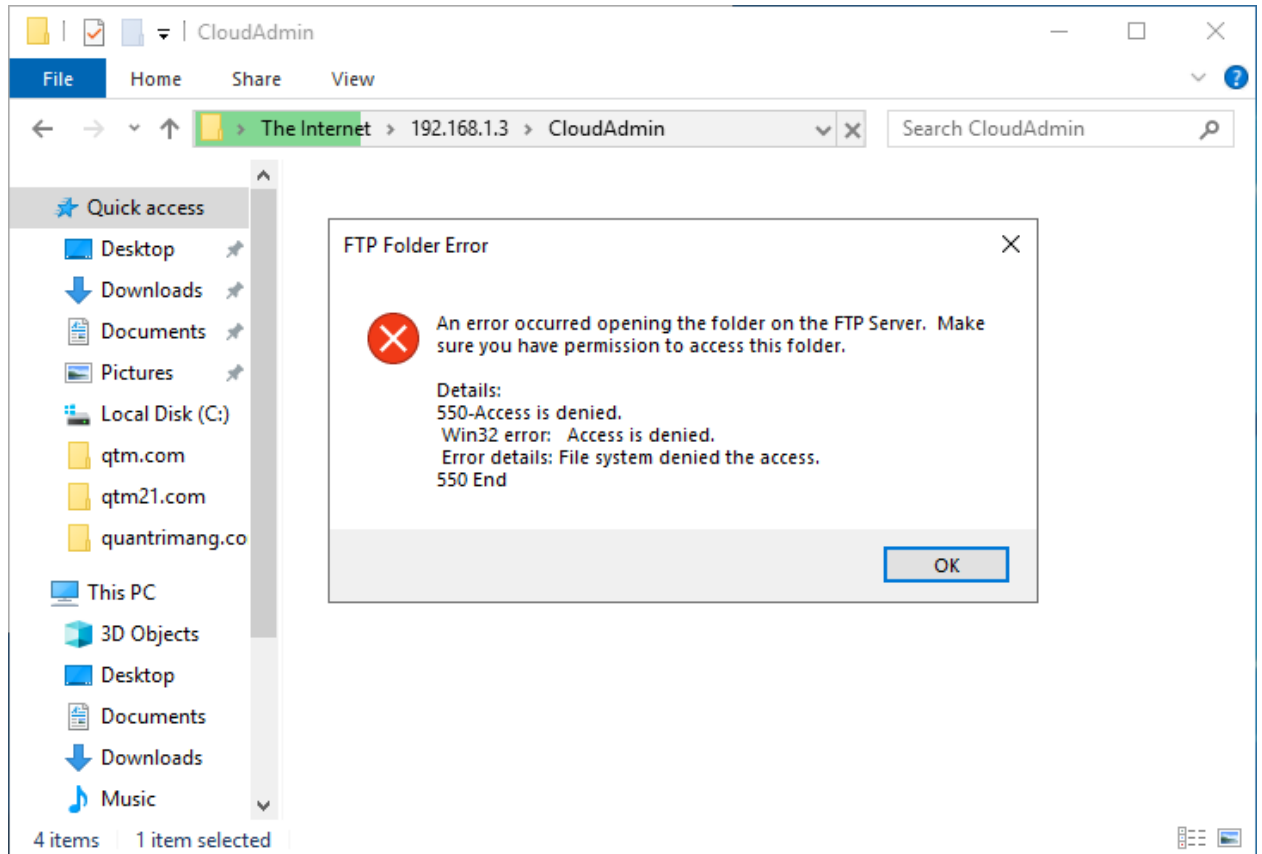 CloudAdmin
File Home Share View
The Internet 192.168.1.3 CloudAdmin Search CloudAdmin
Quick access
Desktop
Downloads
Documents
Pictures
Local Disk (C:)
qtm.com
qtm21.com
quantrimang.co
This PC
3D Objects
Desktop
Documents
Downloads
Music
FTP Folder Error
An error occurred opening the folder on the FTP Server. Make
sure you have permission to access this folder.
Details:
550-Access is denied.
Win32 error: Access is denied.
Error details: File system denied the access.
550 End
OK
4 items 1 item selected